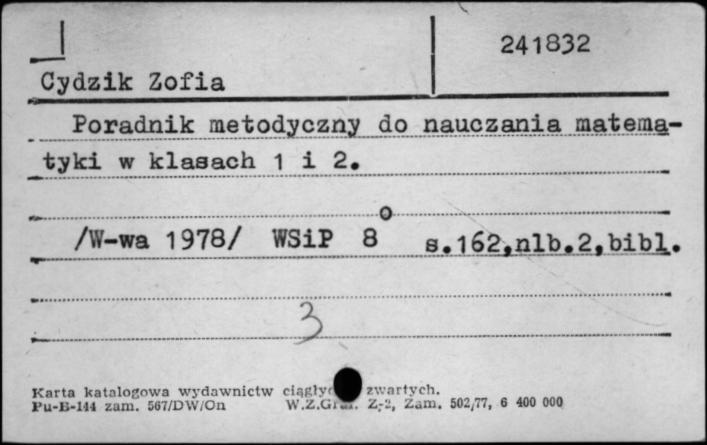 241832
Cydzik Zofia
Poradnik metodyczny do nauczania matema-
tyki w klasach 1 i 2.
/W-wa 1978/ WSiP 8° s.162,nlb.2,bibl.
3
Karta katalogowa wydawnictw zwartych.
Pu-B-144 zam. 567/DW/On W.Z.Graf. Z-2, Zam. 502/77, 6 400 000